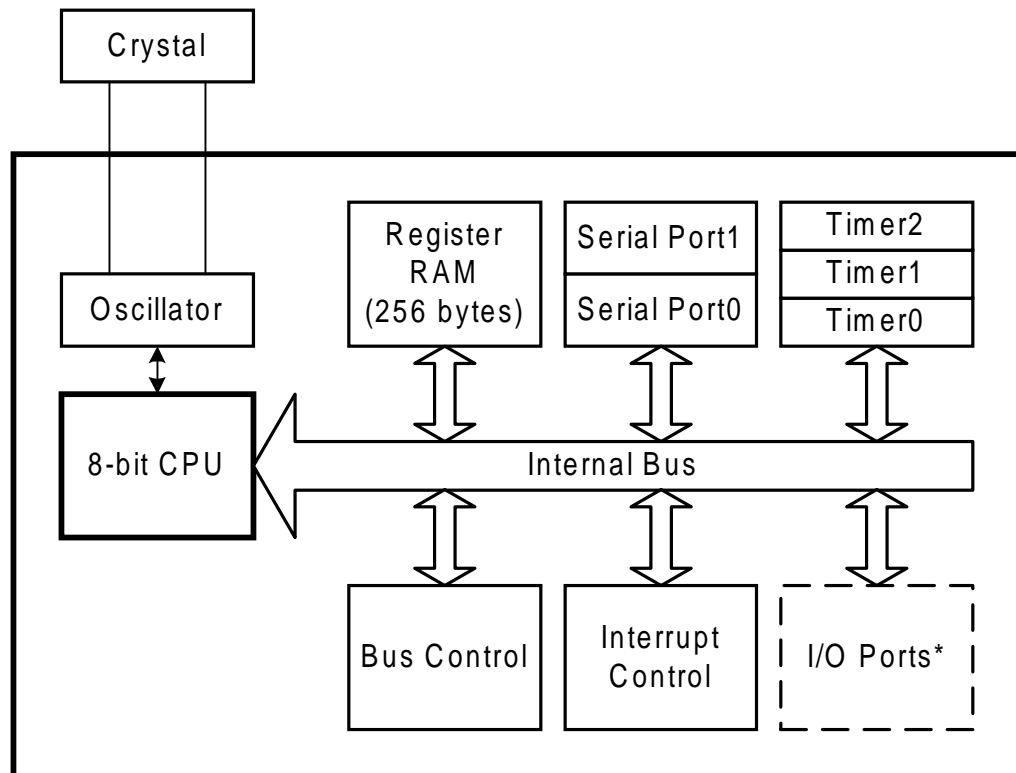 Crystal
Oscillator
8-bit CPU
Register
RAM
(256 bytes)
Serial Port1
Serial Port0
Timer2
Timer1
Timer0
Internal Bus
Bus Control
Interrupt
Control
I/O Ports*